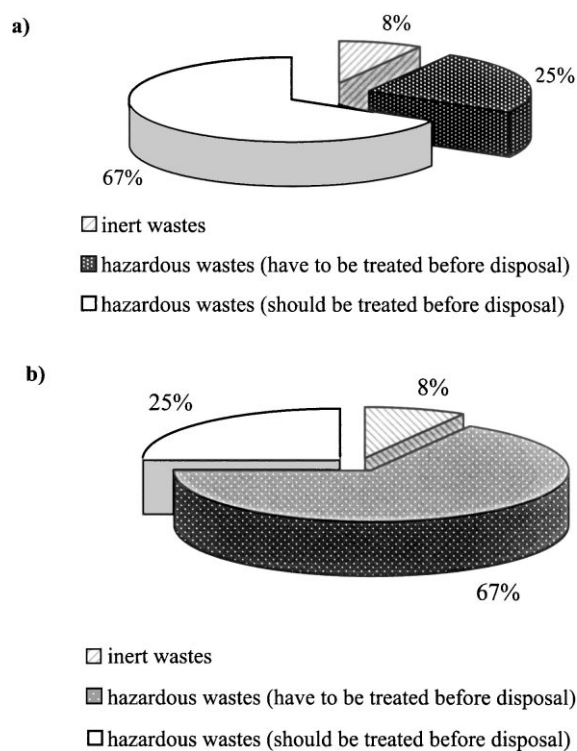 a)
8%
25%
67%
inert wastes
hazardous wastes (have to be treated before disposal)
hazardous wastes (should be treated before disposal)
b)
25%
8%
67%
inert wastes
hazardous wastes (have to be treated before disposal)
hazardous wastes (should be treated before disposal)